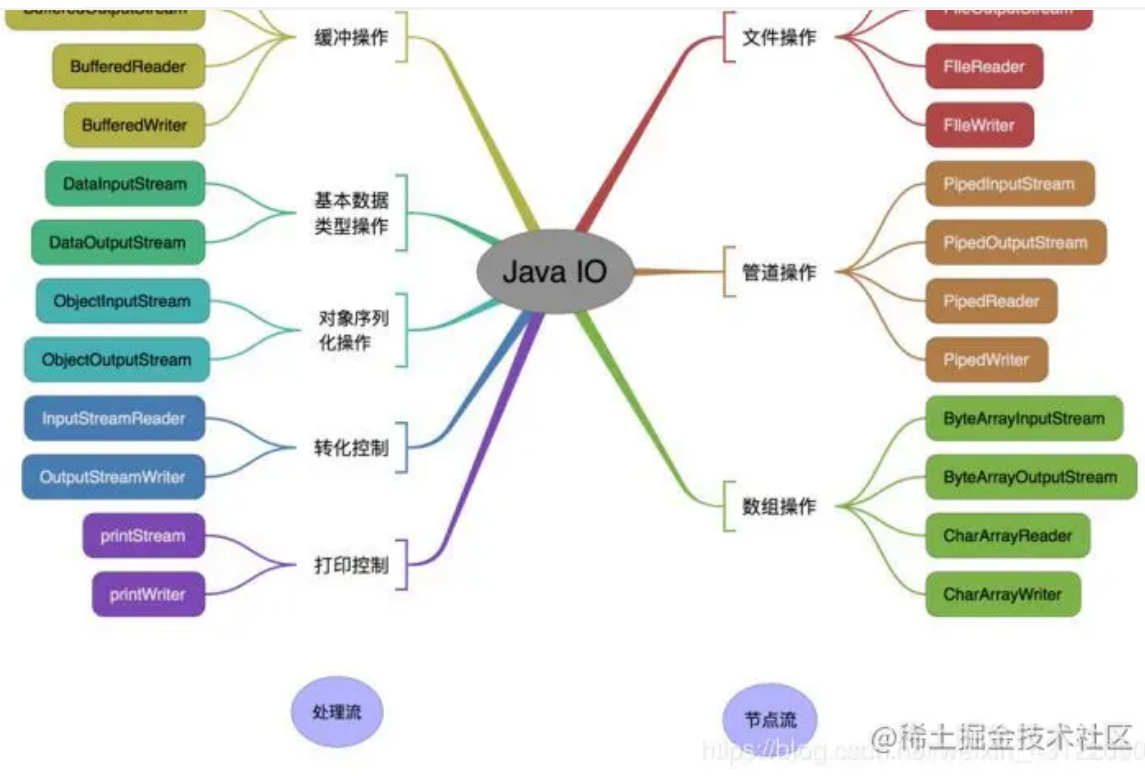 BufferedOutputStream
BufferedReader
BufferedWriter
缓冲操作
DataInputStream
DataOutputStream
基本数据
类型操作
ObjectInputStream
ObjectOutputStream
对象序列
化操作
InputStreamReader
OutputStreamWriter
转化控制
printStream
printWriter
打印控制
处理流
Java IO
文件操作
FIleOutputStream
FIleReader
FIleWriter
管道操作
PipedInputStream
PipedOutputStream
PipedReader
PipedWriter
数组操作
ByteArrayInputStream
ByteArrayOutputStream
CharArrayReader
CharArrayWriter
节点流
@稀土掘金技术社区